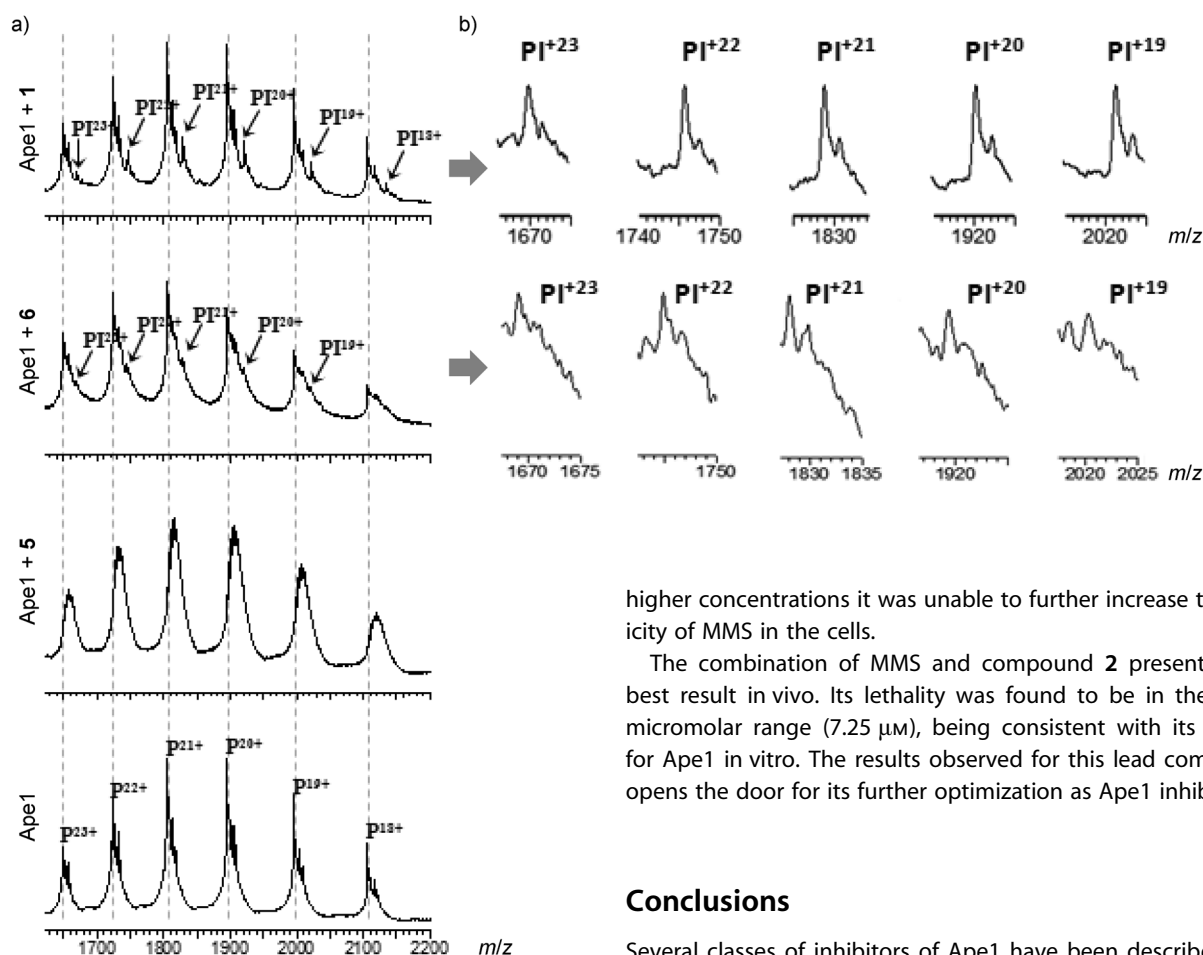 a)
b)
Ape1 + 1
PI23+
PI22+
PI21+
PI20+
PI19+
PI18+
PI+23
PI+22
PI+21
PI+20
PI+19
1670
1740 1750
1830
1920
2020
m/z
Ape1 + 6
PI23+
PI22+
PI21+
PI20+
PI19+
PI+23
PI+22
PI+21
PI+20
PI+19
1670 1675
1750
1830 1835
1920
2020 2025
m/z
Ape1 + 5
Ape1
P23+
P22+
P21+
P20+
P19+
P18+
1700 1800 1900 2000 2100 2200
m/z
higher concentrations it was unable to further increase t
icity of MMS in the cells.
The combination of MMS and compound 2 present
best result in vivo. Its lethality was found to be in the
micromolar range (7.25 μM), being consistent with its
for Ape1 in vitro. The results observed for this lead com
opens the door for its further optimization as Ape1 inhib
Conclusions
Several classes of inhibitors of Ape1 have been describe